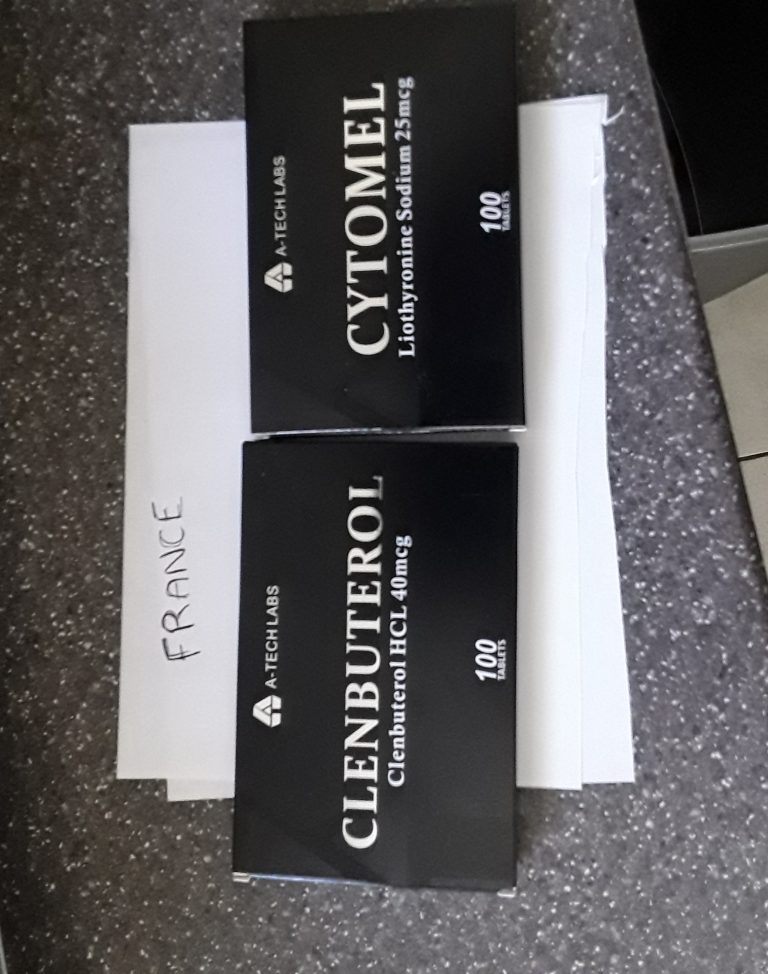 FRANCE
A-TECH LABS
CYTOMEL
Liothyronine Sodium 25mcg
100
TABLETS
A-TECH LABS
CLENBUTEROL
Clenbuterol HCL 40mcg
100
TABLETS